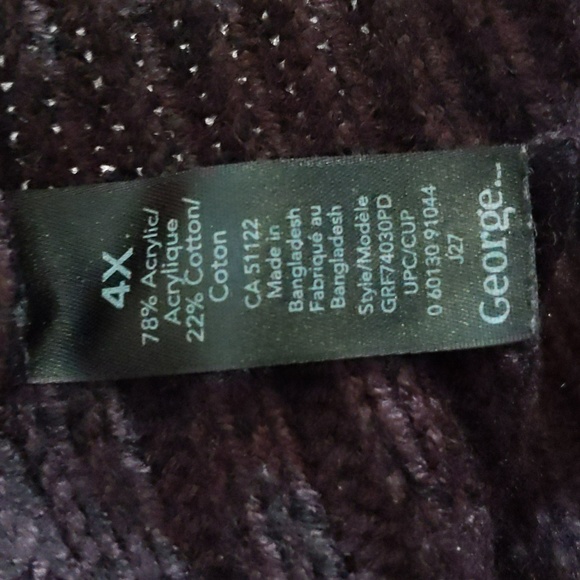 4X
78% Acrylic/
Acrylique
22% Cotton/
Coton
CA 51122
Made in
Bangladesh
Fabriqué au
Bangladesh
Style/Modèle
GRF74030PD
UPC/CUP
0 60130 91044
J27
George...